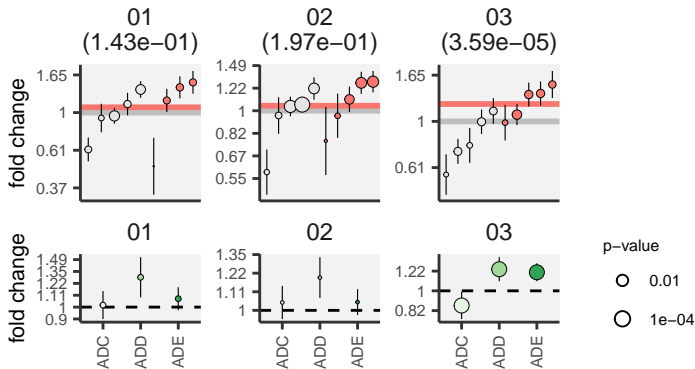 01
(1.43e−01)
02
(1.97e−01)
03
(3.59e−05)
fold change
1.65
1
0.61
0.37
1.49
1.22
1
0.82
0.67
0.55
1.65
1
0.61
01
02
03
fold change
1.49
1.35
1.22
1.11
1
0.9
1.35
1.22
1.11
1
1.22
1
0.82
ADC
ADD
ADE
ADC
ADD
ADE
ADC
ADD
ADE
p−value
0.01
1e−04